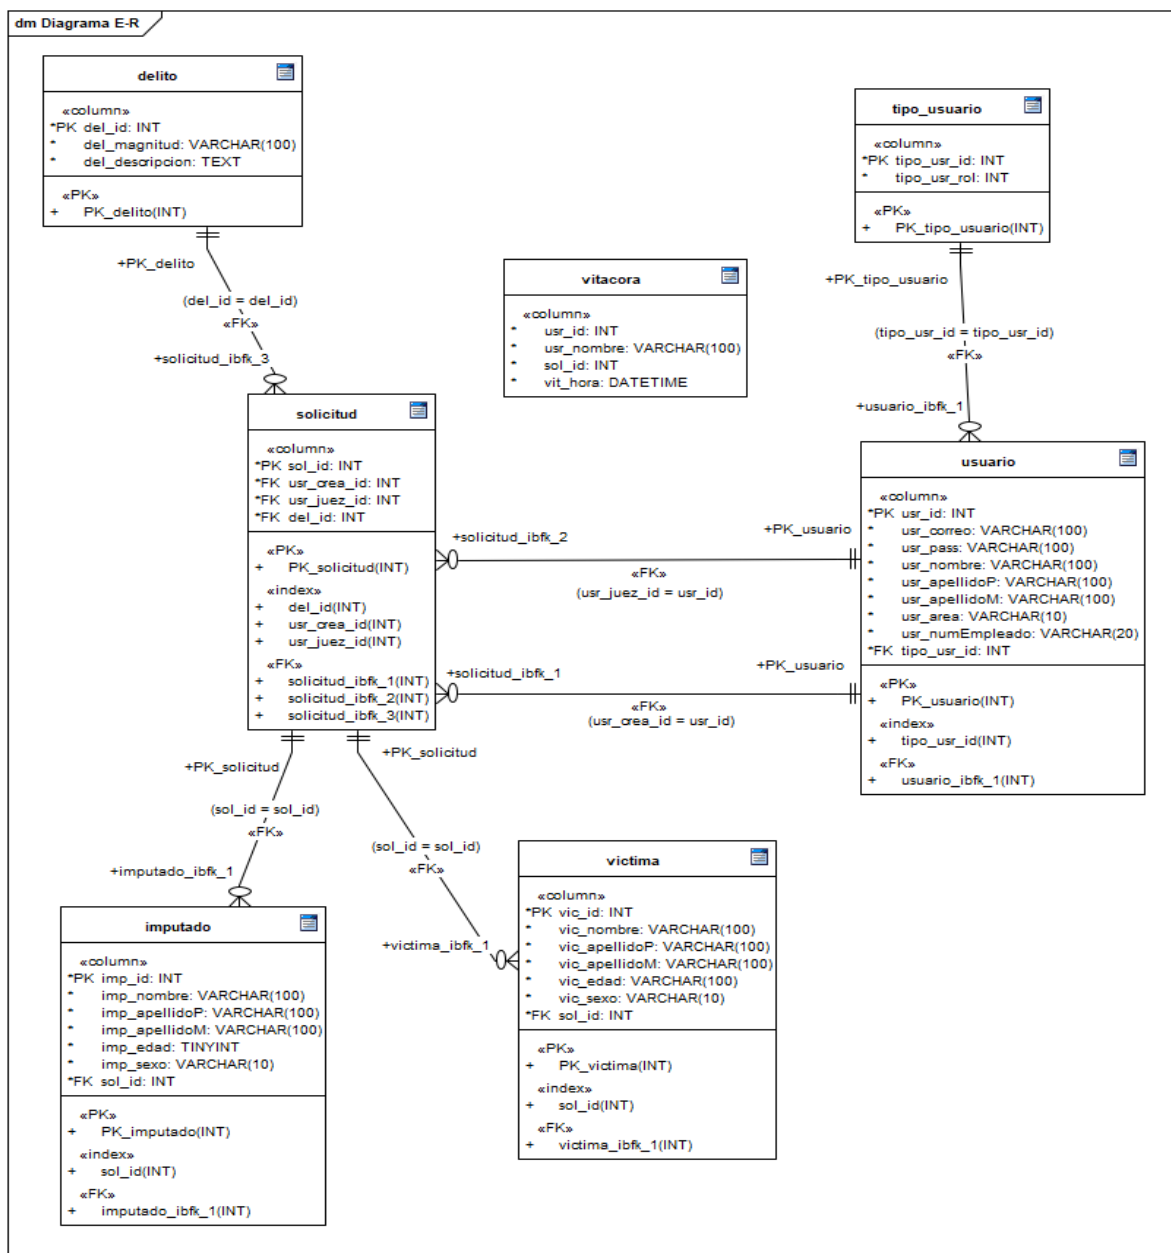 dm Diagrama E-R
delito
«column»
*PK del_id: INT
* del_magnitud: VARCHAR(100)
* del_descripcion: TEXT
«PK»
+ PK_delito(INT)
tipo_usuario
«column»
*PK tipo_usr_id: INT
* tipo_usr_rol: INT
«PK»
+ PK_tipo_usuario(INT)
+PK_delito
(del_id = del_id)
«FK»
+solicitud_ibfk_3
vitacora
«column»
* usr_id: INT
* usr_nombre: VARCHAR(100)
* sol_id: INT
* vit_hora: DATETIME
+PK_tipo_usuario
(tipo_usr_id = tipo_usr_id)
«FK»
+usuario_ibfk_1
solicitud
«column»
*PK sol_id: INT
*FK usr_crea_id: INT
*FK usr_juez_id: INT
*FK del_id: INT
«PK»
+ PK_solicitud(INT)
«index»
+ del_id(INT)
+ usr_crea_id(INT)
+ usr_juez_id(INT)
«FK»
+ solicitud_ibfk_1(INT)
+ solicitud_ibfk_2(INT)
+ solicitud_ibfk_3(INT)
+solicitud_ibfk_2
+PK_usuario
«FK»
(usr_juez_id = usr_id)
+solicitud_ibfk_1
+PK_usuario
«FK»
(usr_crea_id = usr_id)
usuario
«column»
*PK usr_id: INT
* usr_correo: VARCHAR(100)
* usr_pass: VARCHAR(100)
* usr_nombre: VARCHAR(100)
* usr_apellidoP: VARCHAR(100)
* usr_apellidoM: VARCHAR(100)
* usr_area: VARCHAR(10)
* usr_numEmpleado: VARCHAR(20)
*FK tipo_usr_id: INT
«PK»
+ PK_usuario(INT)
«index»
+ tipo_usr_id(INT)
«FK»
+ usuario_ibfk_1(INT)
+PK_solicitud
(sol_id = sol_id)
«FK»
+imputado_ibfk_1
+PK_solicitud
(sol_id = sol_id)
«FK»
+victima_ibfk_1
imputado
«column»
*PK imp_id: INT
* imp_nombre: VARCHAR(100)
* imp_apellidoP: VARCHAR(100)
* imp_apellidoM: VARCHAR(100)
* imp_edad: TINYINT
* imp_sexo: VARCHAR(10)
*FK sol_id: INT
«PK»
+ PK_imputado(INT)
«index»
+ sol_id(INT)
«FK»
+ imputado_ibfk_1(INT)
victima
«column»
*PK vic_id: INT
* vic_nombre: VARCHAR(100)
* vic_apellidoP: VARCHAR(100)
* vic_apellidoM: VARCHAR(100)
* vic_edad: VARCHAR(100)
* vic_sexo: VARCHAR(10)
*FK sol_id: INT
«PK»
+ PK_victima(INT)
«index»
+ sol_id(INT)
«FK»
+ victima_ibfk_1(INT)